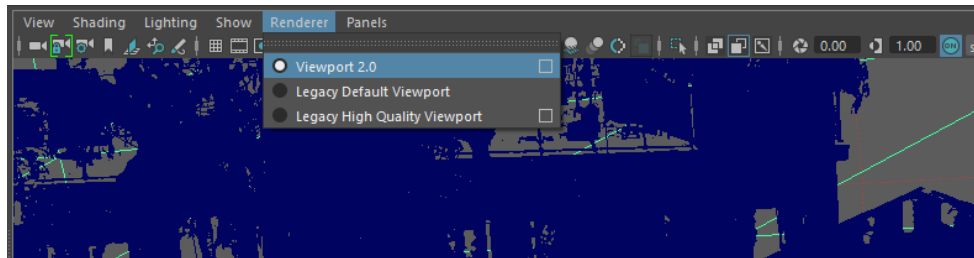 View Shading Lighting Show Renderer Panels
0.00 1.00 ON
Viewport 2.0
Legacy Default Viewport
Legacy High Quality Viewport